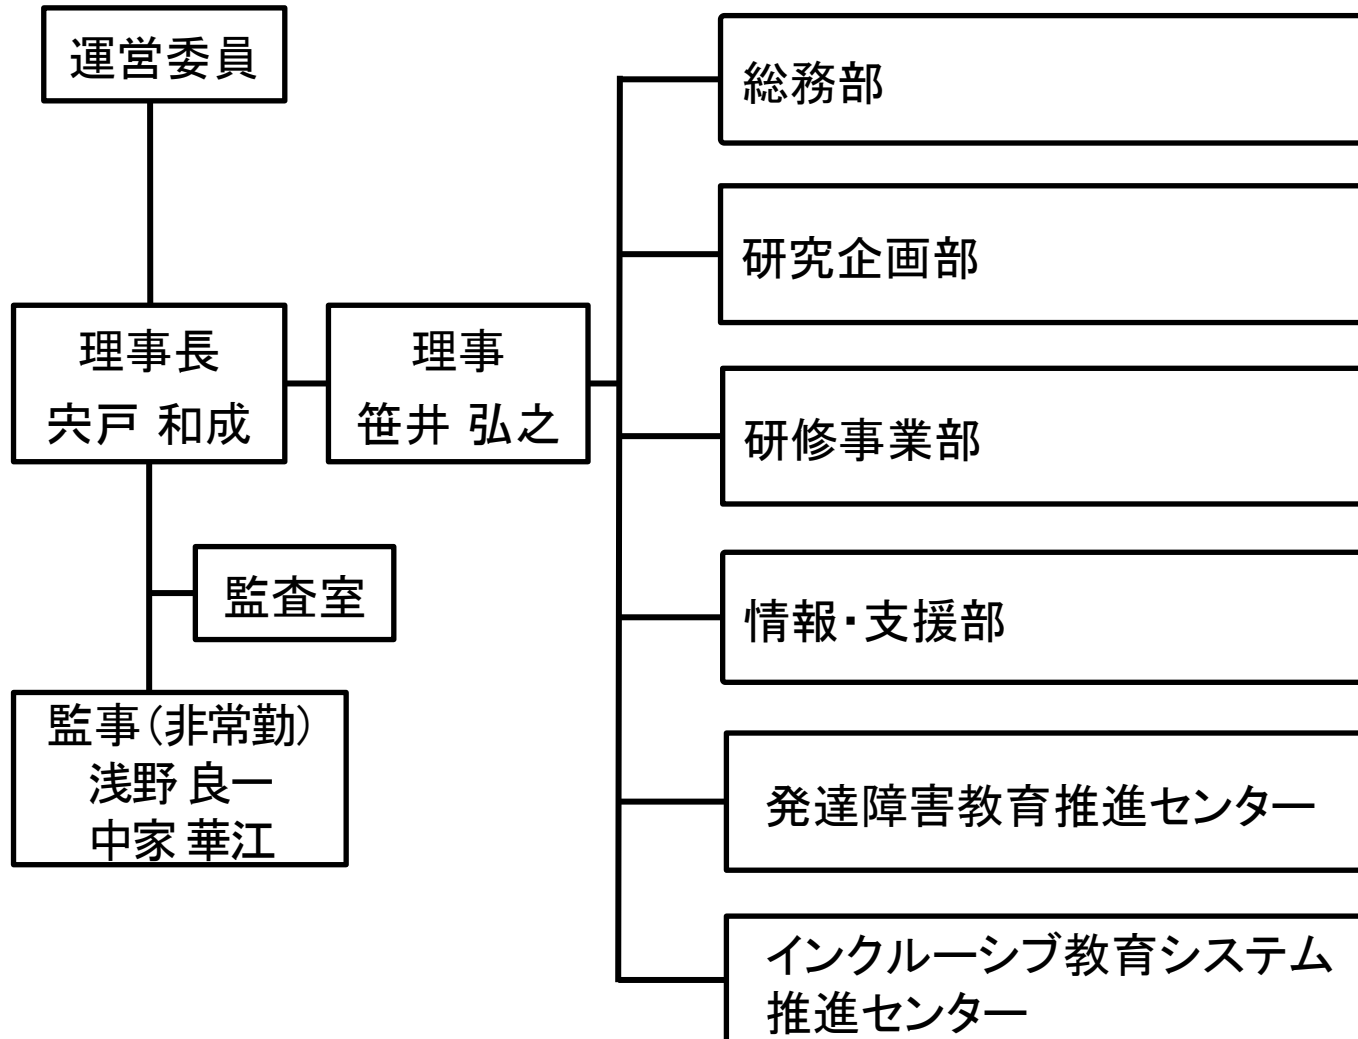 運営委員
理事長
宍戸 和成
理事
笹井 弘之
監査室
監事（非常勤）
浅野 良一
中家 華江
総務部
研究企画部
研修事業部
情報・支援部
発達障害教育推進センター
インクルーシブ教育システム
推進センター